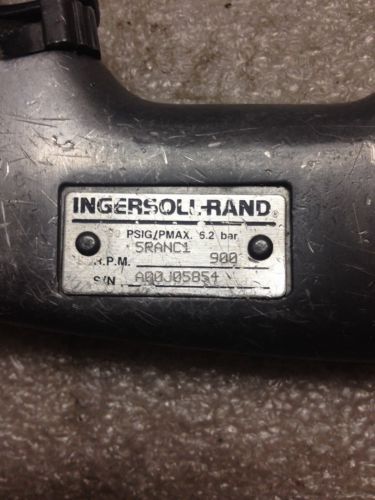 INGERSOLL-RAND
PSIG/PMAX. 6.2 bar
5RANC1
R.P.M. 900
S/N A00J05854